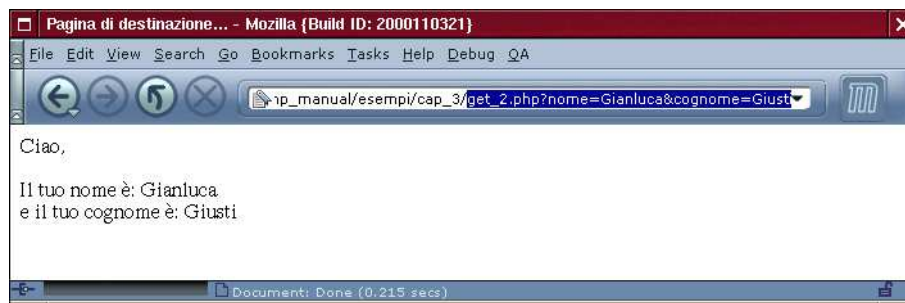 Pagina di destinazione... - Mozilla {Build ID: 2000110321}
File Edit View Search Go Bookmarks Tasks Help Debug QA
np_manual/esempi/cap_3/get_2.php?nome=Gianluca&cognome=Giust
Ciao,
Il tuo nome è: Gianluca
e il tuo cognome è: Giusti
Document: Done (0.215 secs)